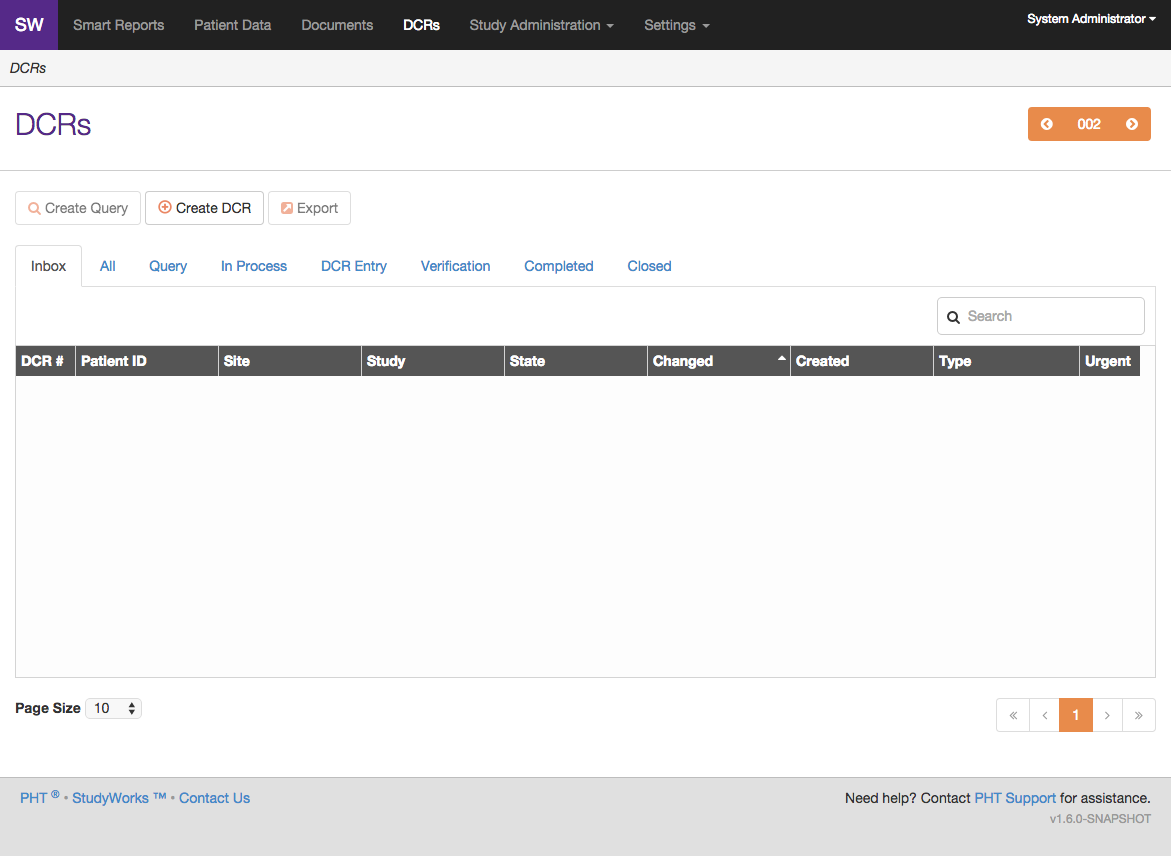 SW Smart Reports Patient Data Documents DCRs Study Administration Settings System Administrator
DCRs
DCRs
002
Create Query Create DCR Export
Inbox All Query In Process DCR Entry Verification Completed Closed
Search
DCR # Patient ID Site Study State Changed Created Type Urgent
Page Size 10
« ‹ 1 › »
PHT ® • StudyWorks ™ • Contact Us Need help? Contact PHT Support for assistance.
v1.6.0-SNAPSHOT